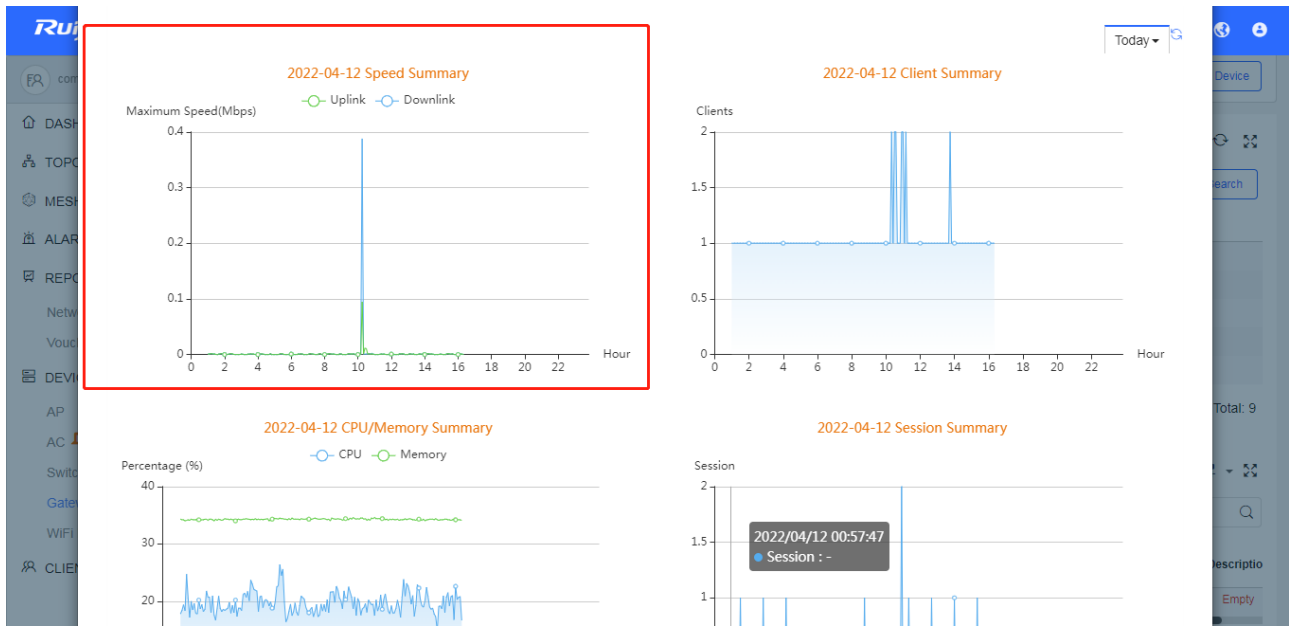 Rui
Today
Device
com
2022-04-12 Speed Summary
2022-04-12 Client Summary
Uplink Downlink
DASH
Maximum Speed(Mbps)
Clients
0.4
0.3
0.2
0.1
0
0 2 4 6 8 10 12 14 16 18 20 22
Hour
2
1.5
1
0.5
0
0 2 4 6 8 10 12 14 16 18 20 22
Hour
TOPO
MESH
earch
ALAR
REPO
Netw
Vouc
DEVI
AP
AC
Switc
Gatew
WiFi
CLIEN
Total: 9
2022-04-12 CPU/Memory Summary
2022-04-12 Session Summary
CPU Memory
Percentage (%)
Session
40
30
20
2
1.5
1
2022/04/12 00:57:47
Session : -
escriptio
Empty